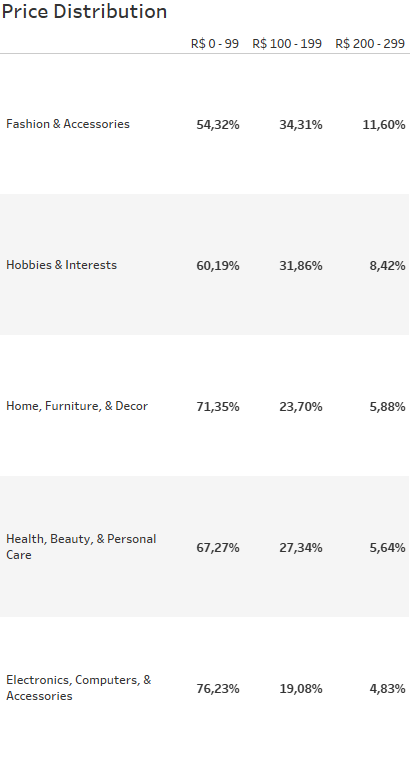 Price Distribution
R$ 0 - 99 R$ 100 - 199 R$ 200 - 299
Fashion & Accessories 54,32% 34,31% 11,60%
Hobbies & Interests 60,19% 31,86% 8,42%
Home, Furniture, & Decor 71,35% 23,70% 5,88%
Health, Beauty, & Personal
Care 67,27% 27,34% 5,64%
Electronics, Computers, &
Accessories 76,23% 19,08% 4,83%